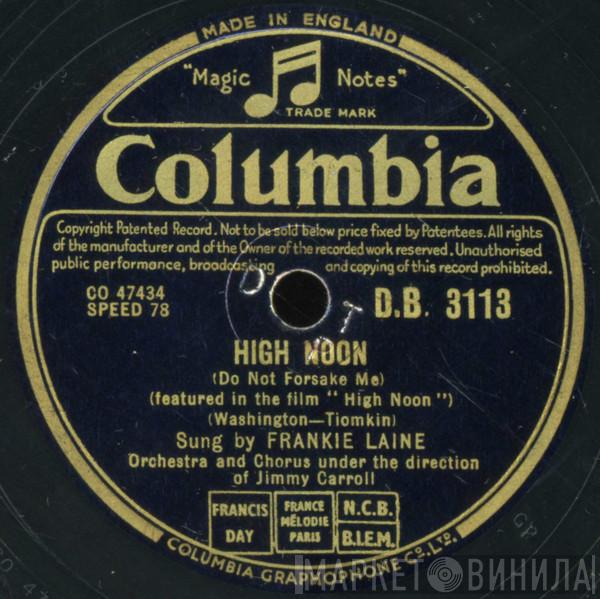 MADE IN ENGLAND
"Magic Notes"
TRADE MARK
Columbia
Copyright Patented Record. Not to be sold below price fixed by Patentees. All rights
of the manufacturer and of the Owner of the recorded work reserved. Unauthorised
public performance, broadcasting and copying of this record prohibited.
CO 47434
SPEED 78
D.B. 3113
D
T
HIGH NOON
(Do Not Forsake Me)
(featured in the film "High Noon")
(Washington—Tiomkin)
Sung by FRANKIE LAINE
Orchestra and Chorus under the direction
of Jimmy Carroll
FRANCIS
DAY
FRANCE
MÉLODIE
PARIS
N.C.B.
B.I.E.M.
COLUMBIA GRAPHOPHONE CO. LTD.
МАРКЕТ ВИНИЛА